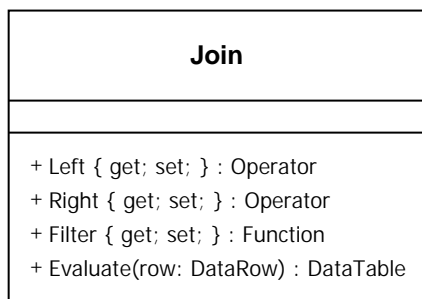 Join
+ Left { get; set; } : Operator
+ Right { get; set; } : Operator
+ Filter { get; set; } : Function
+ Evaluate(row: DataRow) : DataTable